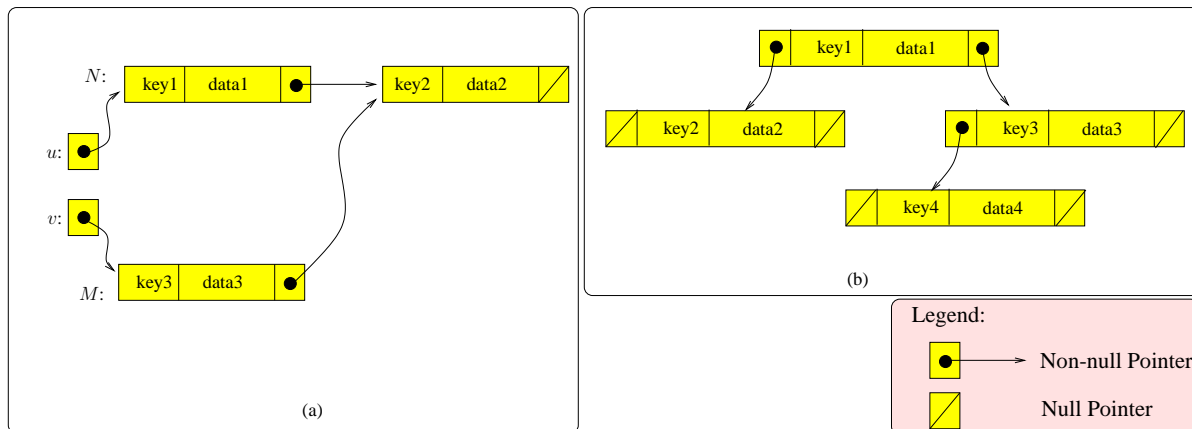 N: key1 data1 key2 data2
u:
v:
key3 data3
M:
(a)
key1 data1
key2 data2 key3 data3
key4 data4
(b)
Legend:
Non-null Pointer
Null Pointer